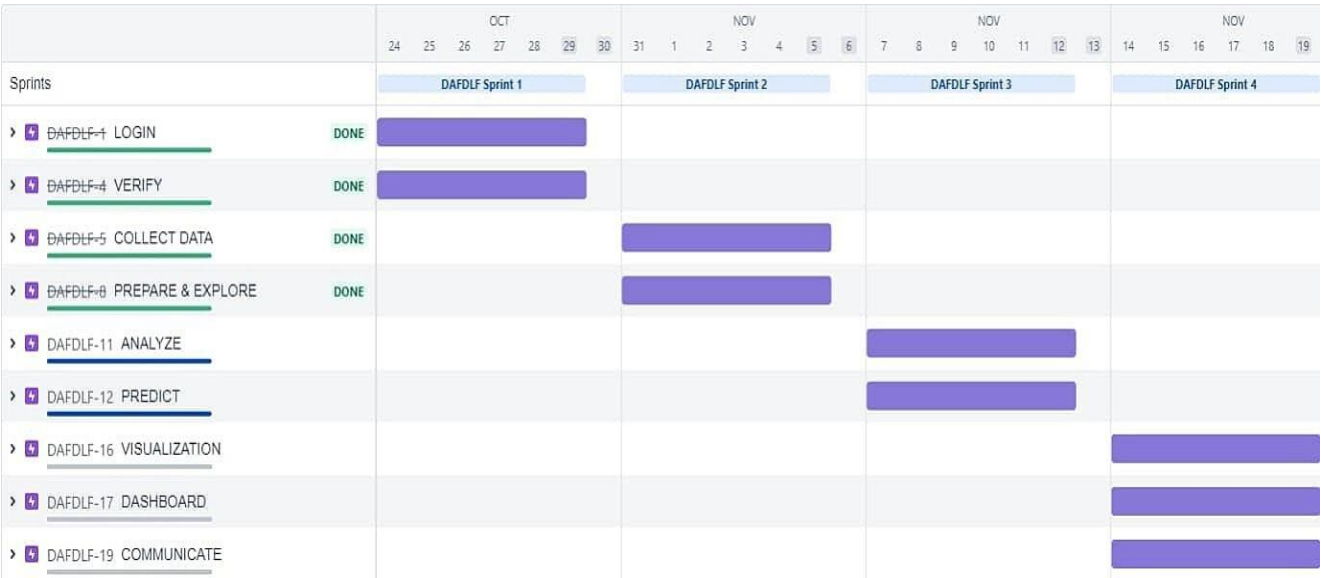 OCT NOV NOV NOV
24 25 26 27 28 29 30 31 1 2 3 4 5 6 7 8 9 10 11 12 13 14 15 16 17 18 19
Sprints DAFDLF Sprint 1 DAFDLF Sprint 2 DAFDLF Sprint 3 DAFDLF Sprint 4
DAFDLF-1 LOGIN DONE
DAFDLF-4 VERIFY DONE
DAFDLF-5 COLLECT DATA DONE
DAFDLF-8 PREPARE & EXPLORE DONE
DAFDLF-11 ANALYZE
DAFDLF-12 PREDICT
DAFDLF-16 VISUALIZATION
DAFDLF-17 DASHBOARD
DAFDLF-19 COMMUNICATE